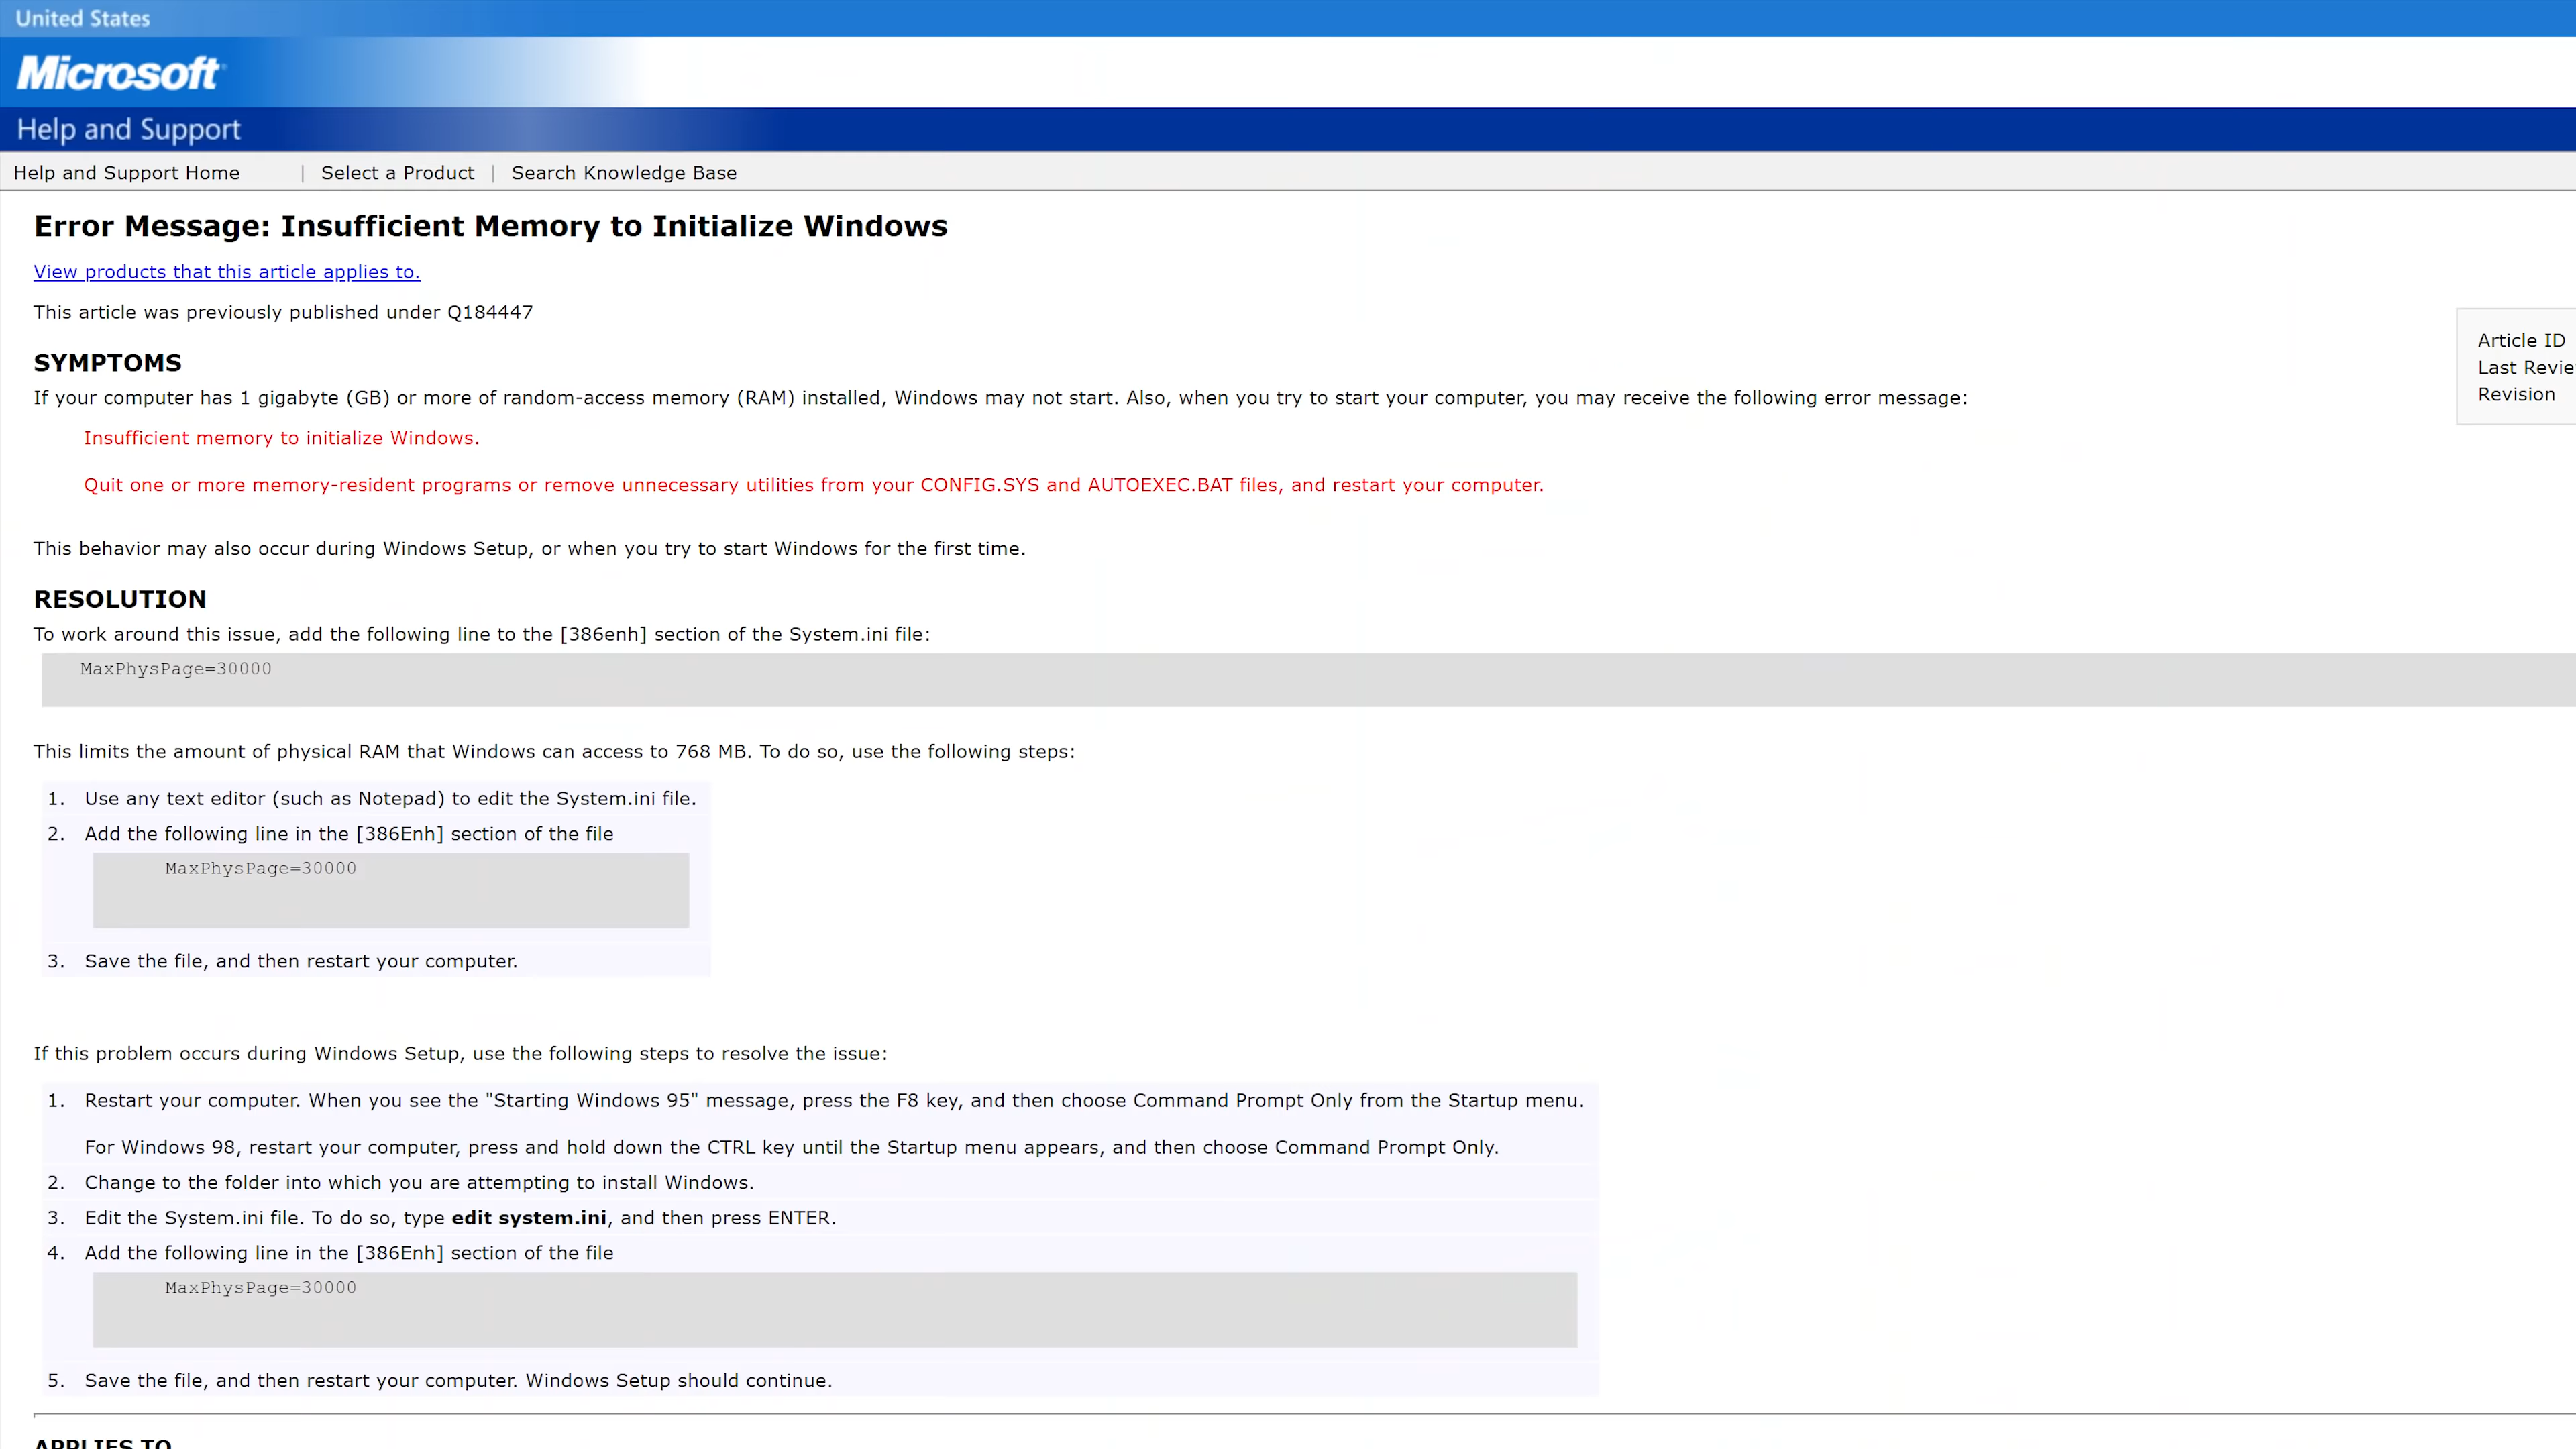 United States
Microsoft
Help and Support
Help and Support Home | Select a Product | Search Knowledge Base
Error Message: Insufficient Memory to Initialize Windows
View products that this article applies to.
This article was previously published under Q184447
Article ID
Last Revie
Revision
SYMPTOMS
If your computer has 1 gigabyte (GB) or more of random-access memory (RAM) installed, Windows may not start. Also, when you try to start your computer, you may receive the following error message:
Insufficient memory to initialize Windows.
Quit one or more memory-resident programs or remove unnecessary utilities from your CONFIG.SYS and AUTOEXEC.BAT files, and restart your computer.
This behavior may also occur during Windows Setup, or when you try to start Windows for the first time.
RESOLUTION
To work around this issue, add the following line to the [386enh] section of the System.ini file:
MaxPhysPage=30000
This limits the amount of physical RAM that Windows can access to 768 MB. To do so, use the following steps:
1. Use any text editor (such as Notepad) to edit the System.ini file.
2. Add the following line in the [386Enh] section of the file
MaxPhysPage=30000
3. Save the file, and then restart your computer.
If this problem occurs during Windows Setup, use the following steps to resolve the issue:
1. Restart your computer. When you see the "Starting Windows 95" message, press the F8 key, and then choose Command Prompt Only from the Startup menu.
For Windows 98, restart your computer, press and hold down the CTRL key until the Startup menu appears, and then choose Command Prompt Only.
2. Change to the folder into which you are attempting to install Windows.
3. Edit the System.ini file. To do so, type edit system.ini, and then press ENTER.
4. Add the following line in the [386Enh] section of the file
MaxPhysPage=30000
5. Save the file, and then restart your computer. Windows Setup should continue.
APPLIES TO